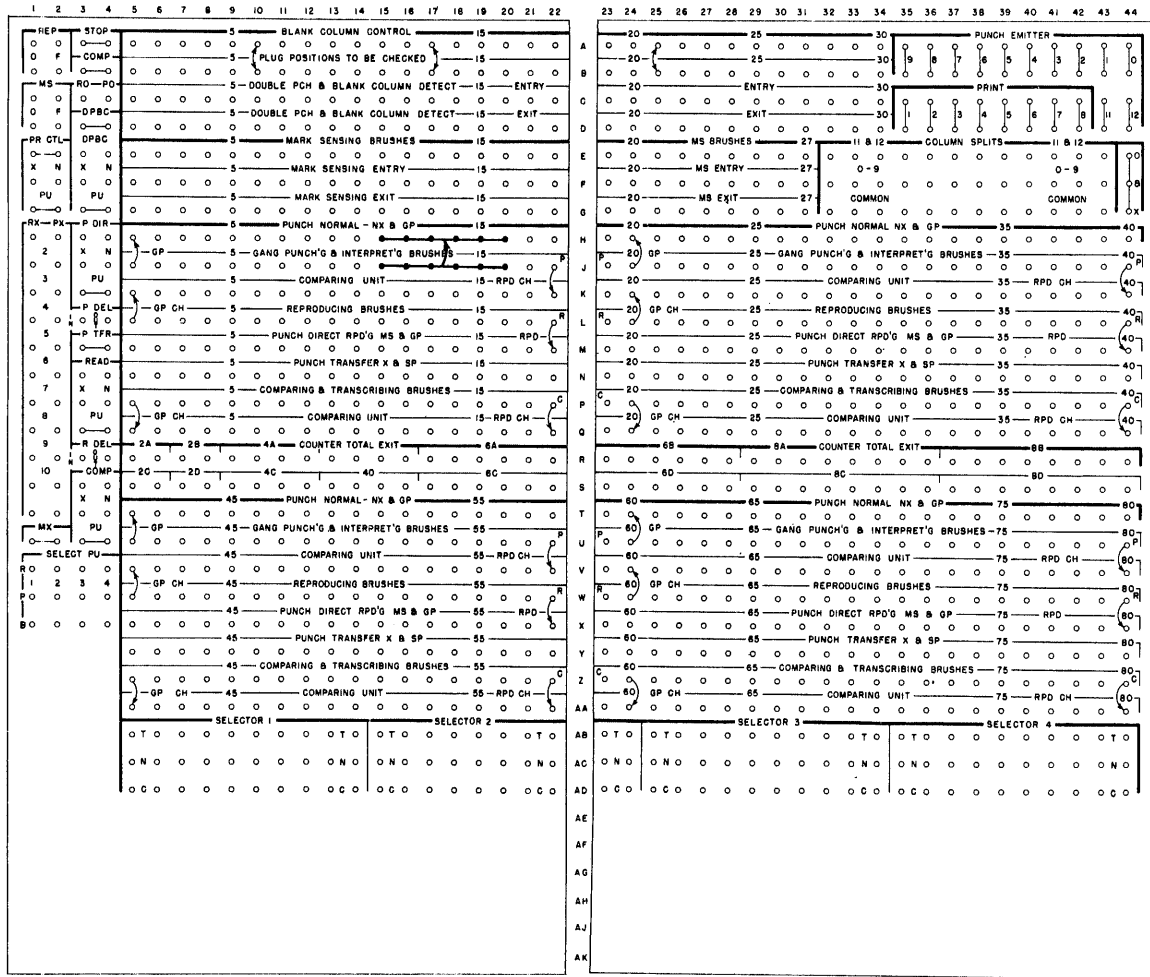 1 2 3 4 5 6 7 8 9 10 11 12 13 14 15 16 17 18 19 20 21 22 23 24 25 26 27 28 29 30 31 32 33 34 35 36 37 38 39 40 41 42 43 44
REP STOP 5 BLANK COLUMN CONTROL 15 20 25 30 PUNCH EMITTER
A
F COMP 5 PLUG POSITIONS TO BE CHECKED 15 20 25 30 9 8 7 6 5 4 3 2 1 0
B
MS RO PO 5 DOUBLE PCH & BLANK COLUMN DETECT 15 ENTRY 20 ENTRY 30 PRINT
C
F DPBC 5 DOUBLE PCH & BLANK COLUMN DETECT 15 EXIT 20 EXIT 30 1 2 3 4 5 6 7 8 11 12
D
PR CTL DPBC 5 MARK SENSING BRUSHES 15 20 MS BRUSHES 27 11 & 12 COLUMN SPLITS 11 & 12
E
X N X N 5 MARK SENSING ENTRY 15 20 MS ENTRY 27 0-9 0-9 0
F
PU PU 5 MARK SENSING EXIT 15 20 MS EXIT 27 COMMON COMMON X
G
RX PX P DIR 5 PUNCH NORMAL - NX & GP 15 20 25 PUNCH NORMAL NX & GP 35 40
H
2 X N GP 5 GANG PUNCH'G & INTERPRET'G BRUSHES 15 P 20 GP 25 GANG PUNCH'G & INTERPRET'G BRUSHES 35 40
J P P
3 PU 5 COMPARING UNIT 15 RPD CH 20 25 COMPARING UNIT 35 RPD CH 40
K
4 P DEL GP CH 5 REPRODUCING BRUSHES 15 20 GP CH 25 REPRODUCING BRUSHES 35 40
L R R R
5 P TFR 5 PUNCH DIRECT RPD'G MS & GP 15 RPD 20 25 PUNCH DIRECT RPD'G MS & GP 35 RPD 40
M
6 READ 5 PUNCH TRANSFER X & SP 15 20 25 PUNCH TRANSFER X & SP 35 40
N
7 X N 5 COMPARING & TRANSCRIBING BRUSHES 15 20 25 COMPARING & TRANSCRIBING BRUSHES 35 40
P C C C
8 PU GP CH 5 COMPARING UNIT 15 RPD CH 20 GP CH 25 COMPARING UNIT 35 RPD CH 40
Q
9 R DEL 2A 2B 4A COUNTER TOTAL EXIT 6A 6B 8A COUNTER TOTAL EXIT 8B
R
10 COMP 2C 2D 4C 4D 6C 6D 8C 8D
S
X N 45 PUNCH NORMAL - NX & GP 55 60 65 PUNCH NORMAL NX & GP 75 80
T
MX PU GP 45 GANG PUNCH'G & INTERPRET'G BRUSHES 55 60 GP 65 GANG PUNCH'G & INTERPRET'G BRUSHES 75 80
U P P P
SELECT PU 45 COMPARING UNIT 55 RPD CH 60 65 COMPARING UNIT 75 RPD CH 80
R V
1 2 3 4 GP CH 45 REPRODUCING BRUSHES 55 60 GP CH 65 REPRODUCING BRUSHES 75 80
P W R R R
45 PUNCH DIRECT RPD'G MS & GP 55 RPD 60 65 PUNCH DIRECT RPD'G MS & GP 75 RPD 80
B X
45 PUNCH TRANSFER X & SP 55 60 65 PUNCH TRANSFER X & SP 75 80
Y
45 COMPARING & TRANSCRIBING BRUSHES 55 60 65 COMPARING & TRANSCRIBING BRUSHES 75 80
Z C C C
GP CH 45 COMPARING UNIT 55 RPD CH 60 GP CH 65 COMPARING UNIT 75 RPD CH 80
AA
SELECTOR 1 SELECTOR 2 SELECTOR 3 SELECTOR 4
T T T T AB T T T T T
N N N N AC N N N N N
C C C C AD C C C C C
AE
AF
AG
AH
AJ
AK